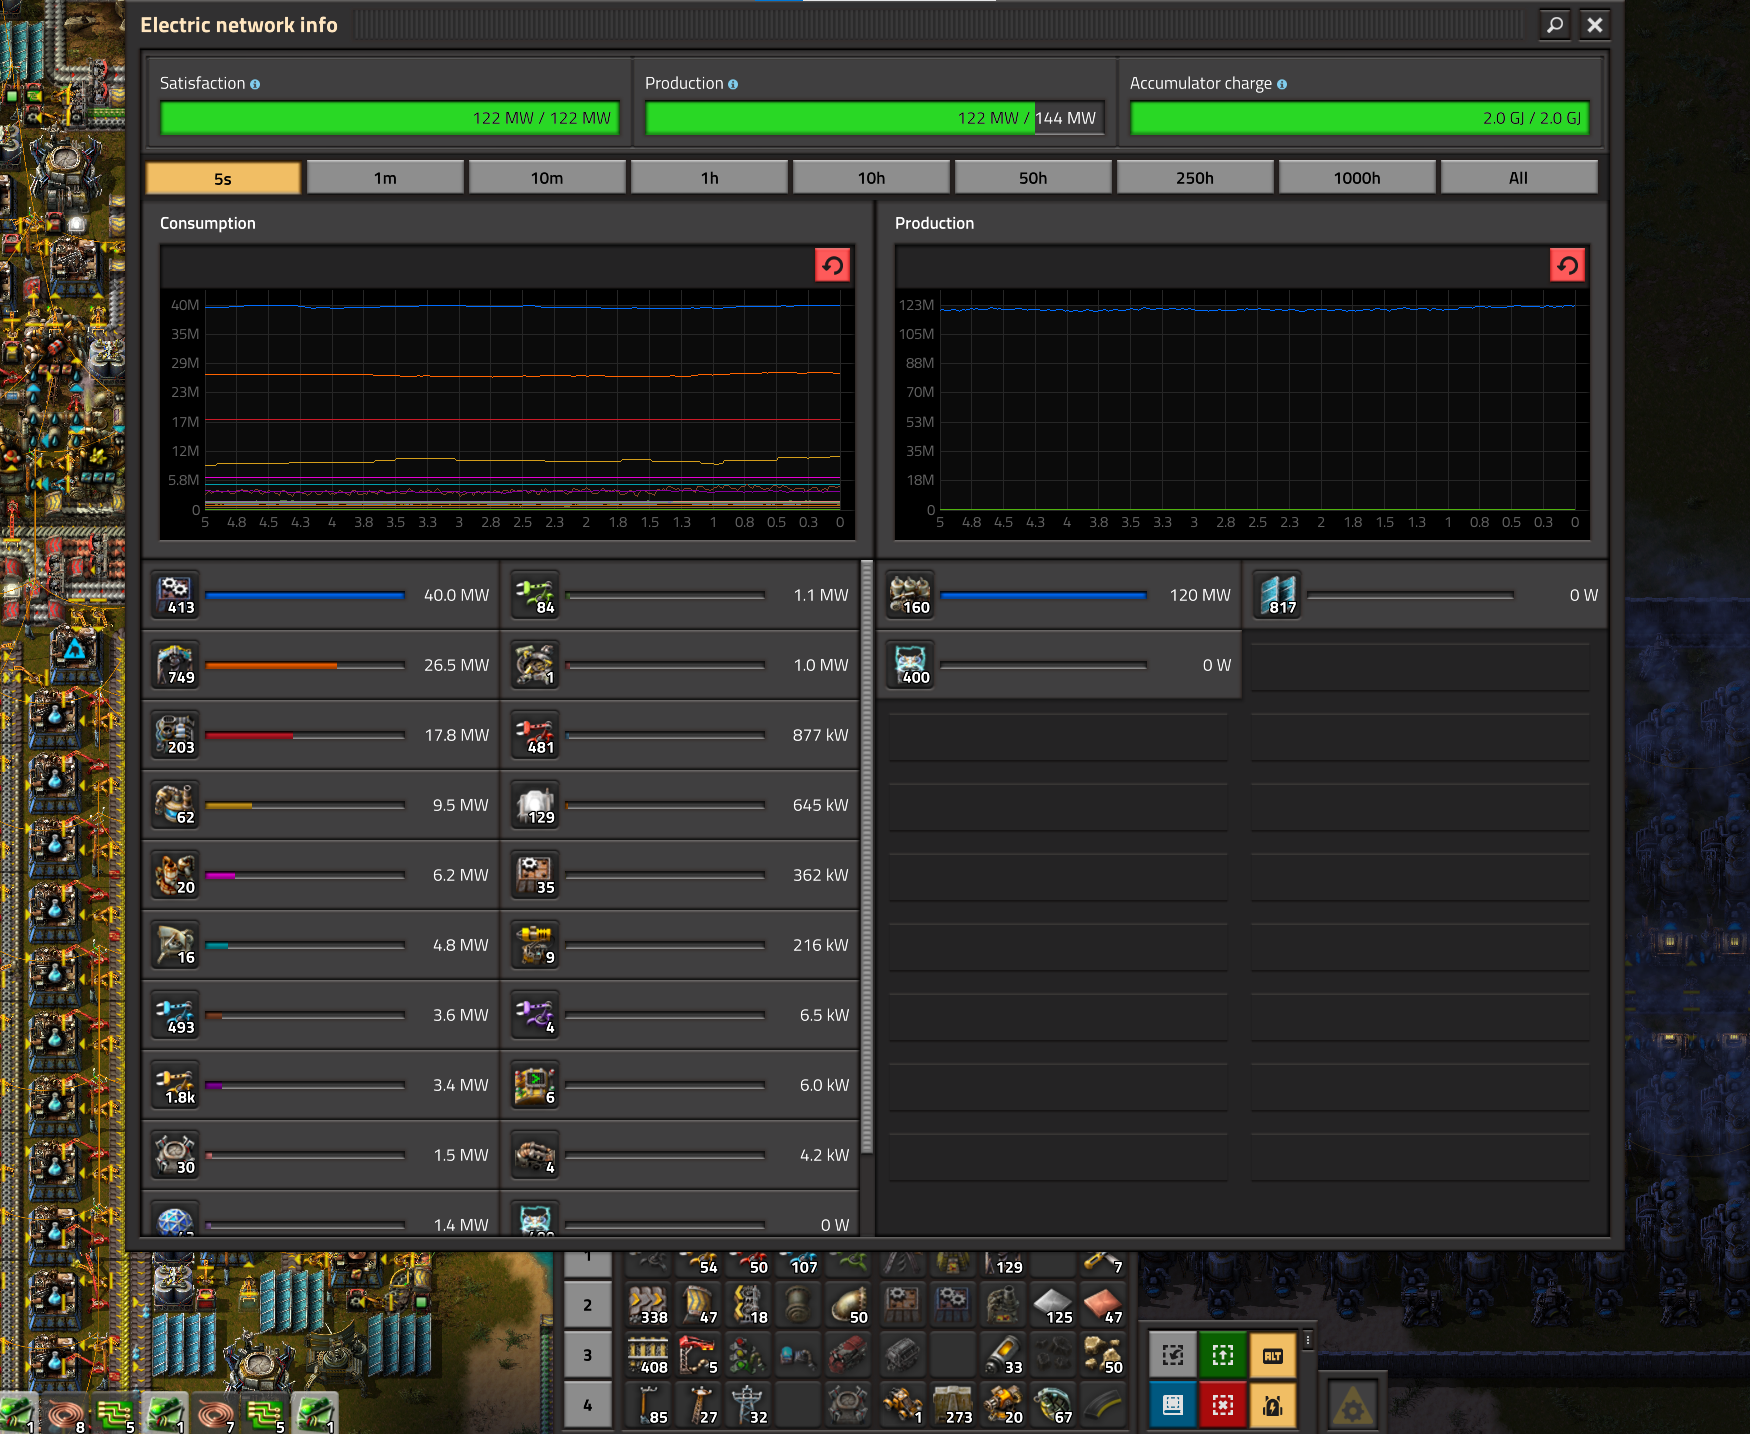 Electric network info
Satisfaction
122 MW / 122 MW
Production
122 MW / 144 MW
Accumulator charge
2.0 GJ / 2.0 GJ
5s 1m 10m 1h 10h 50h 250h 1000h All
Consumption
40M
35M
29M
23M
17M
12M
5.8M
0
5 4.8 4.5 4.3 4 3.8 3.5 3.3 3 2.8 2.5 2.3 2 1.8 1.5 1.3 1 0.8 0.5 0.3 0
Production
123M
105M
88M
70M
53M
35M
18M
0
5 4.8 4.5 4.3 4 3.8 3.5 3.3 3 2.8 2.5 2.3 2 1.8 1.5 1.3 1 0.8 0.5 0.3 0
413 40.0 MW 84 1.1 MW
749 26.5 MW 1 1.0 MW
203 17.8 MW 481 877 kW
62 9.5 MW 129 645 kW
20 6.2 MW 35 362 kW
16 4.8 MW 9 216 kW
493 3.6 MW 4 6.5 kW
1.8k 3.4 MW 6 6.0 kW
30 1.5 MW 4 4.2 kW
1.4 MW 0 W
160 120 MW 817 0 W
400 0 W
1 54 50 107 129 7
2 338 47 18 50 125 47
3 408 5 33 50
4 85 27 32 1 273 20 67
ALT
1 8 5 1 7 5 1